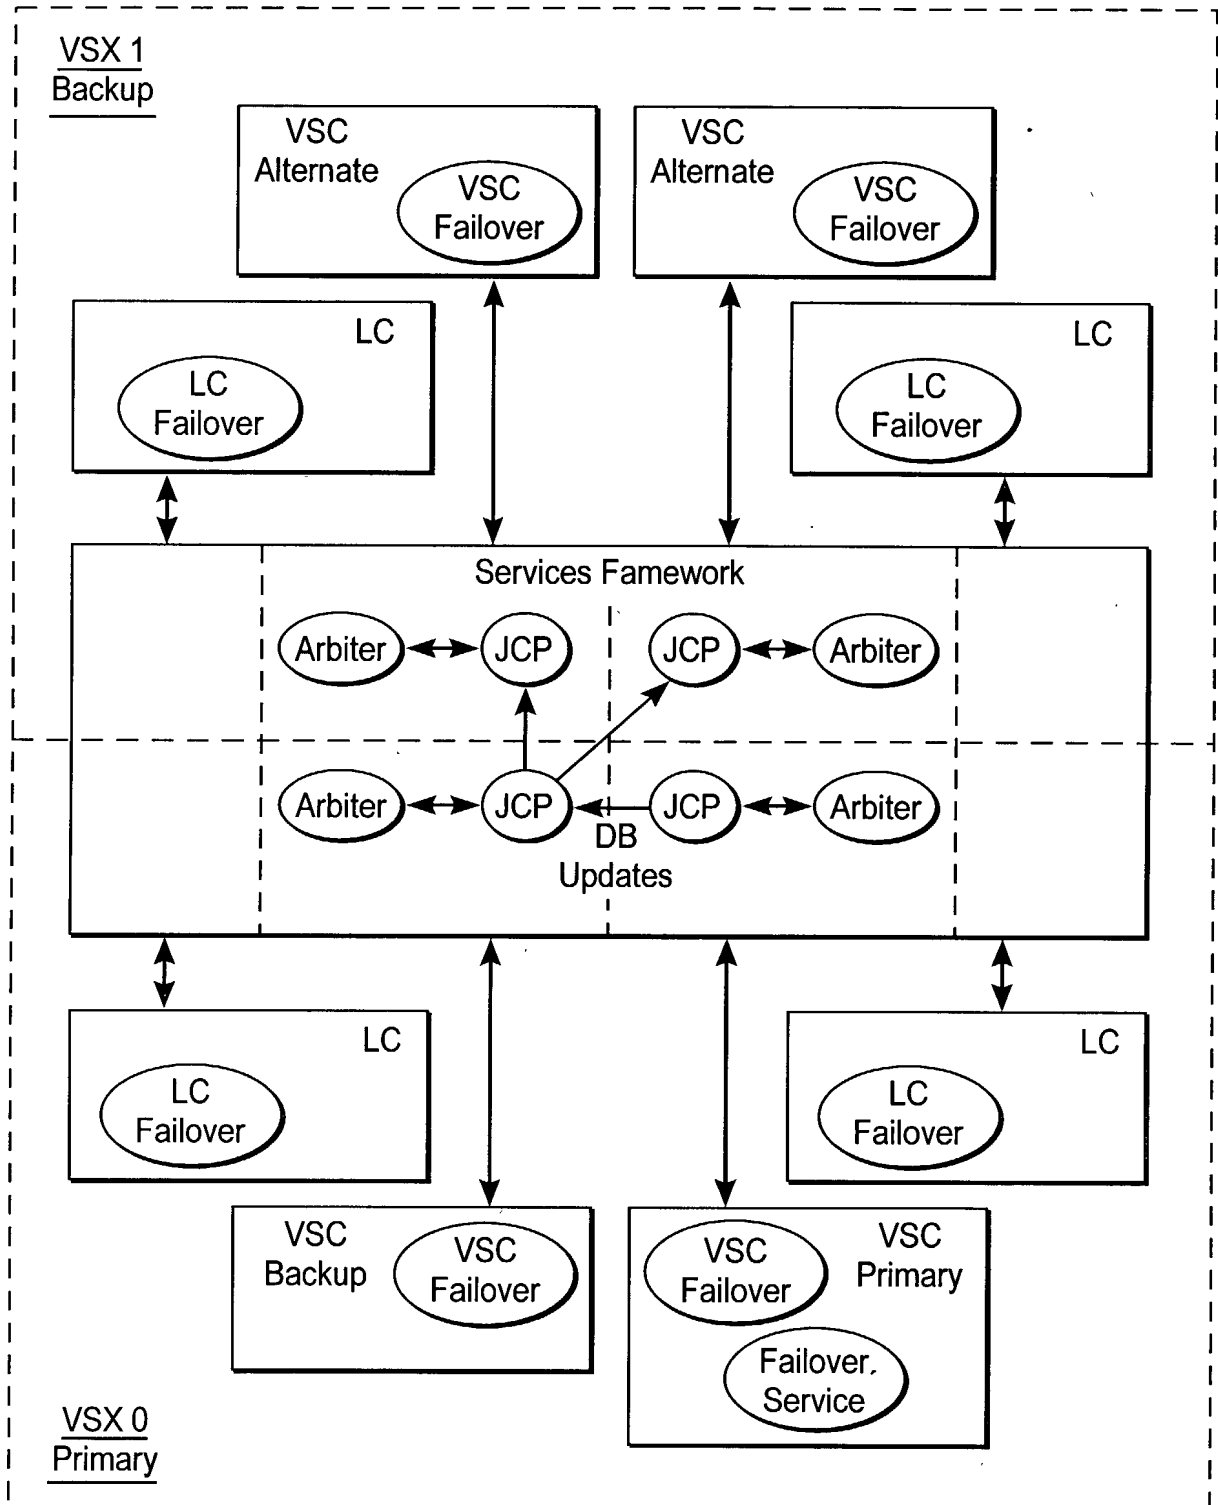 VSX 1
Backup
VSC
Alternate
VSC
Failover
VSC
Alternate
VSC
Failover
LC
LC
Failover
LC
LC
Failover
Services Famework
Arbiter
JCP
JCP
Arbiter
Arbiter
JCP
JCP
Arbiter
DB
Updates
LC
LC
Failover
LC
LC
Failover
VSC
Backup
VSC
Failover
VSC
Failover
VSC
Primary
Failover
Service
VSX 0
Primary